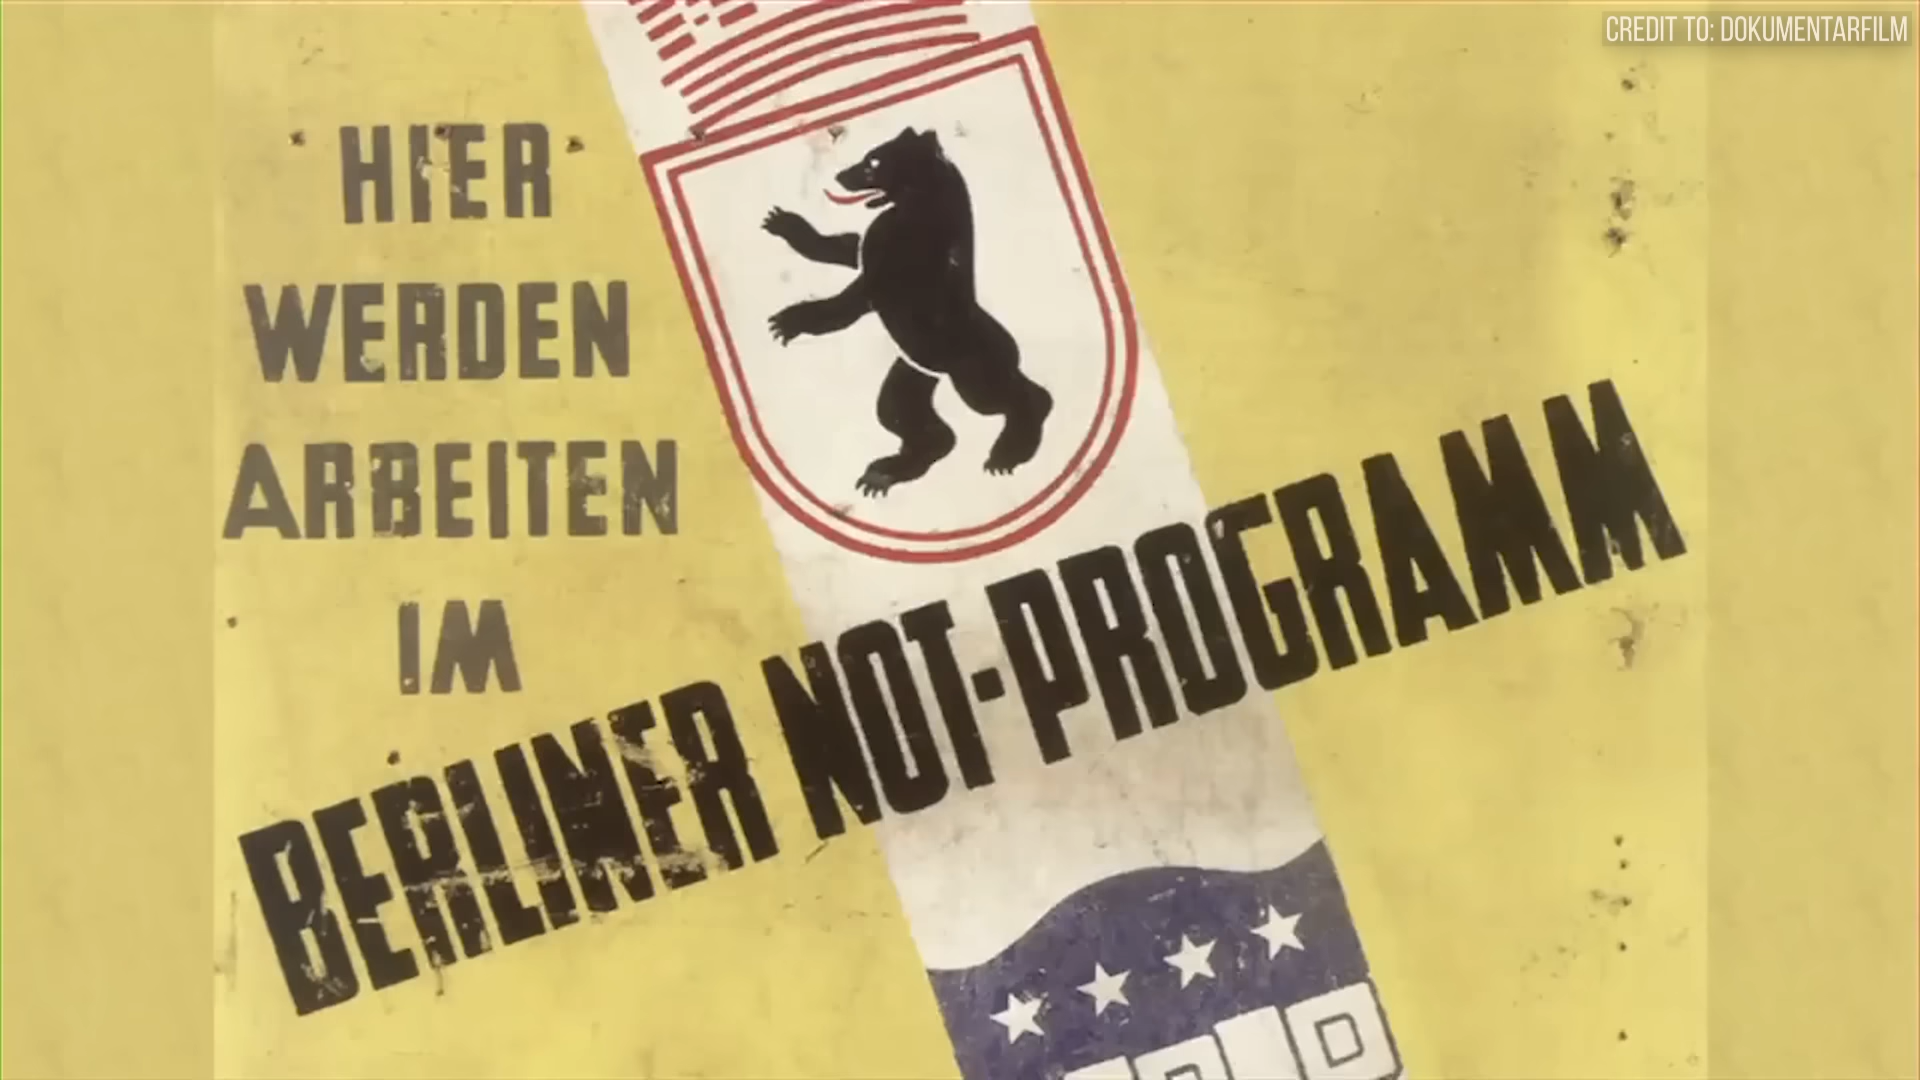 CREDIT TO: DOKUMENTARFILM
HIER
WERDEN
ARBEITEN
IM
BERLINER NOT-PROGRAMM